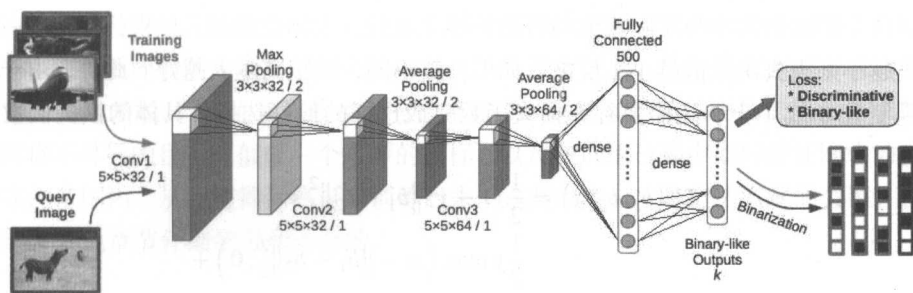 Training
Images
Max
Pooling
3×3×32 / 2
Average
Pooling
3×3×32 / 2
Average
Pooling
3×3×64 / 2
Fully
Connected
500
Loss:
* Discriminative
* Binary-like
Conv1
5×5×32 / 1
Conv2
5×5×32 / 1
Conv3
5×5×64 / 1
dense
dense
Query
Image
Binarization
Binary-like
Outputs
k